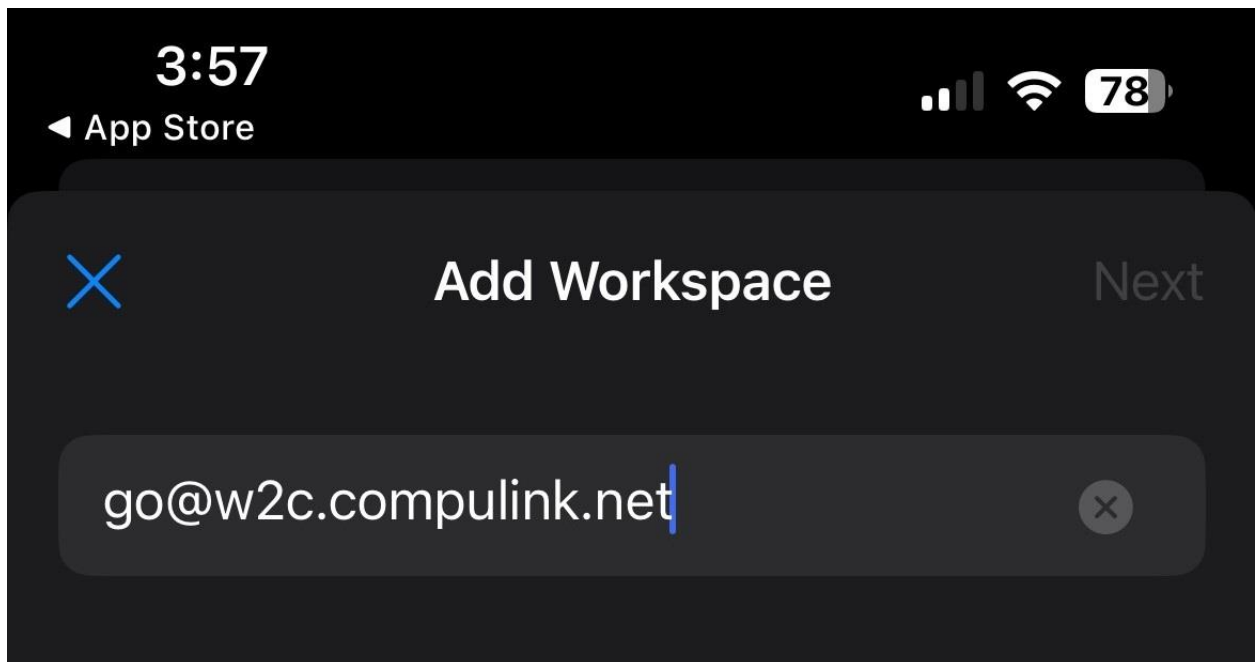 3:57
78
◀ App Store
Add Workspace
Next
go@w2c.compulink.net